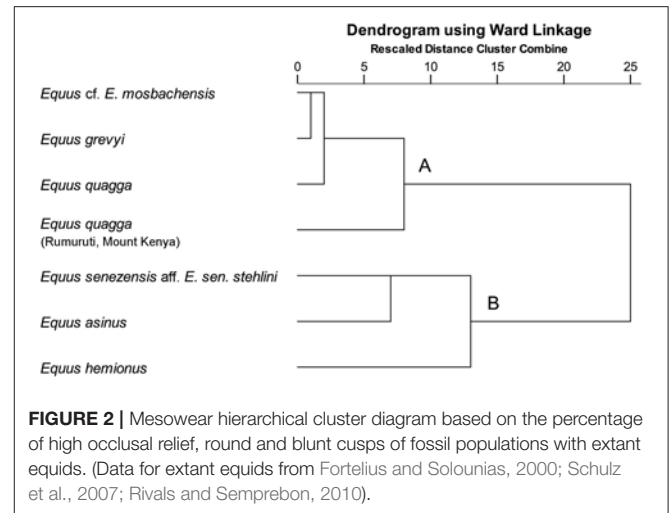 Dendrogram using Ward Linkage
Rescaled Distance Cluster Combine
0 5 10 15 20 25
Equus cf. E. mosbachensis
Equus grevyi
Equus quagga
A
Equus quagga
(Rumuruti, Mount Kenya)
Equus senezensis aff. E. sen. stehlini
B
Equus asinus
Equus hemionus
FIGURE 2 | Mesowear hierarchical cluster diagram based on the percentage
of high occlusal relief, round and blunt cusps of fossil populations with extant
equids. (Data for extant equids from Fortelius and Solounias, 2000; Schulz
et al., 2007; Rivals and Semprebon, 2010).